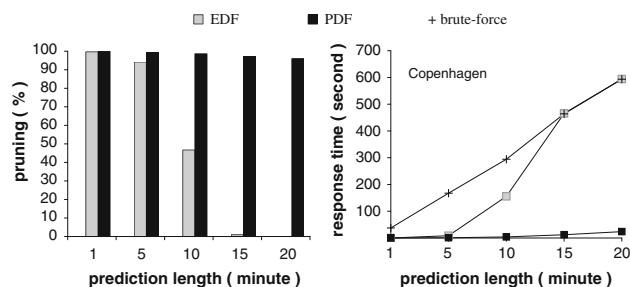 EDF PDF + brute-force
pruning ( % )
100
90
80
70
60
50
40
30
20
10
0
1 5 10 15 20
prediction length ( minute )
response time ( second )
700
600
500
400
300
200
100
Copenhagen
1 5 10 15 20
prediction length ( minute )